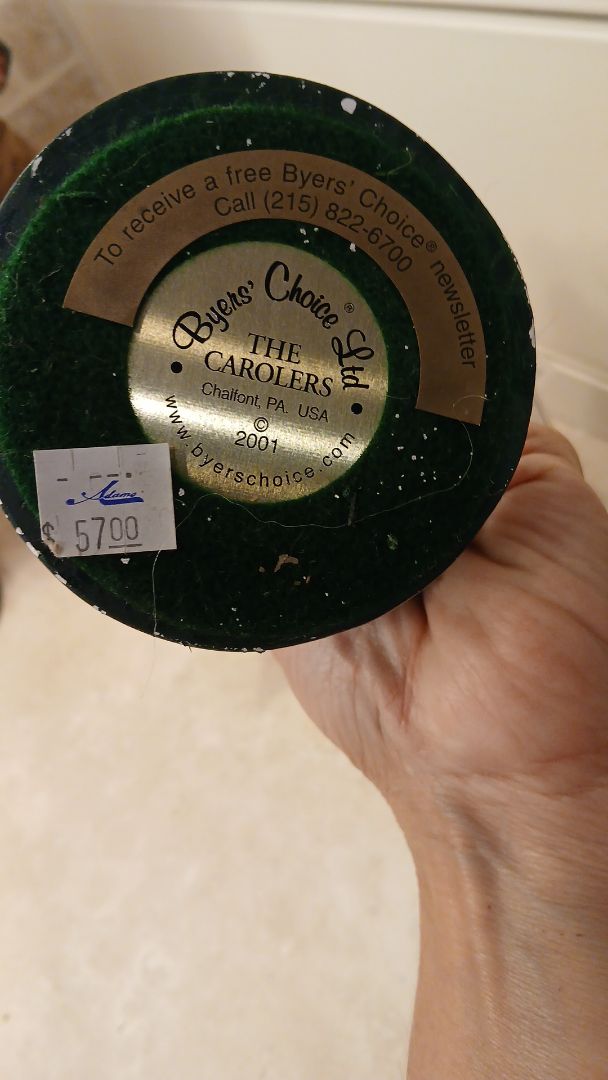 To receive a free Byers' Choice® newsletter
Call (215) 822-6700
Byers' Choice Ltd ®
THE
CAROLERS
Chalfont, PA. USA
©
2001
www.byerschoice.com
Adams
$ 57.00